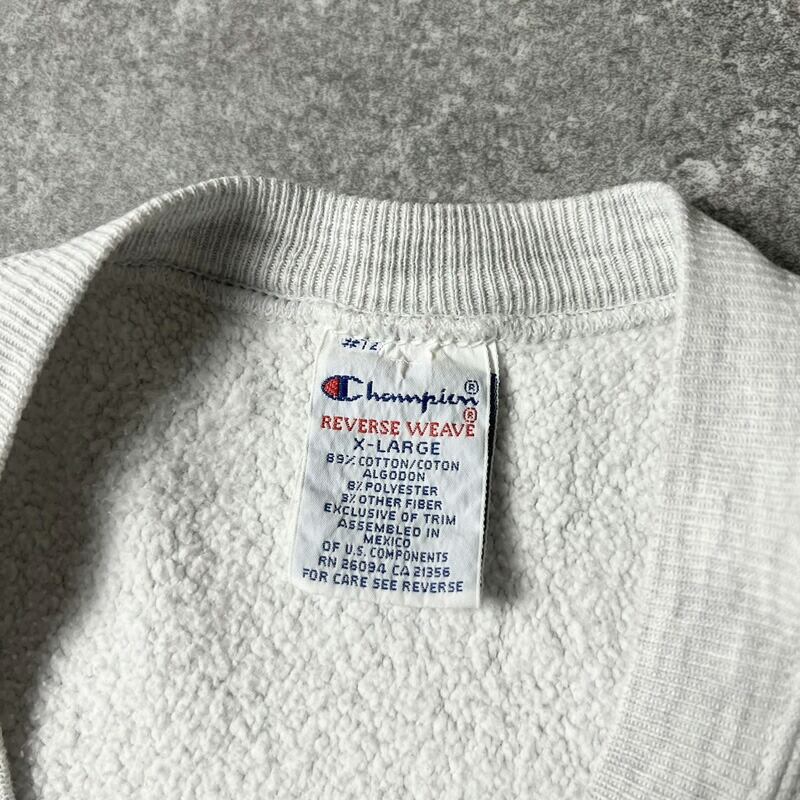 #12
Champion®
REVERSE WEAVE®
X-LARGE
89% COTTON/COTON
ALGODON
8% POLYESTER
3% OTHER FIBER
EXCLUSIVE OF TRIM
ASSEMBLED IN
MEXICO
OF U.S. COMPONENTS
RN 26094 CA 21356
FOR CARE SEE REVERSE